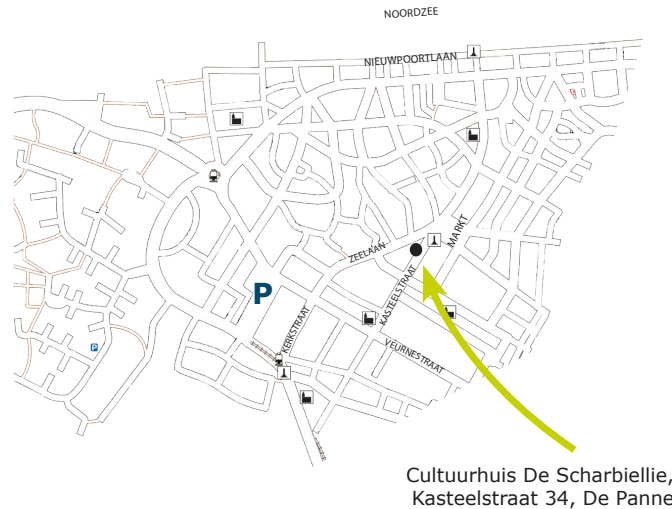 NOORDZEE
NIEUWPOORTLAAN
MARKT
ZEELAAN
KASTEELSTRAAT
P
KERKSTRAAT
VEURNESTRAAT
P
Cultuurhuis De Scharbiellie,
Kasteelstraat 34, De Panne